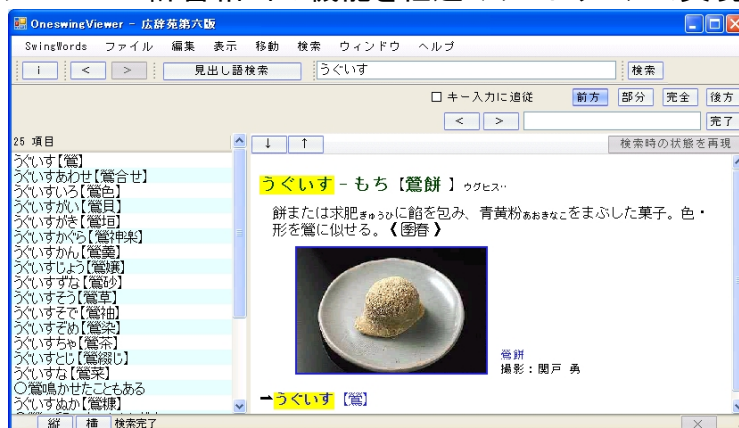 OneswingViewer - 広辞苑第六版
SwingWords ファイル 編集 表示 移動 検索 ウィンドウ ヘルプ
i < > 見出し語検索 うぐいす 検索
キー入力に追従 前方 部分 完全 後方
< > 完了
25 項目 ↓ ↑ 検索時の状態を再現
うぐいす【鶯】
うぐいすあわせ【鶯合せ】
うぐいすいろ【鶯色】
うぐいすがい【鶯貝】
うぐいすがき【鶯垣】
うぐいすかぐら【鶯神楽】
うぐいすかん【鶯羹】
うぐいすじょう【鶯嬢】
うぐいすずな【鶯砂】
うぐいすそう【鶯草】
うぐいすそで【鶯袖】
うぐいすぞめ【鶯染】
うぐいすちゃ【鶯茶】
うぐいすとじ【鶯綴じ】
うぐいすな【鶯菜】
○鶯鳴かせたこともある
うぐいすぬか【鶯糠】
うぐいす‐もち【鶯餅】ウグヒス‥
餅または求肥ぎゅうひに餡を包み、青黄粉あおきなこをまぶした菓子。色・
形を鶯に似せる。《季春》
鶯餅
撮影:関戸 勇
→うぐいす【鶯】
縦 横 検索完了 ×